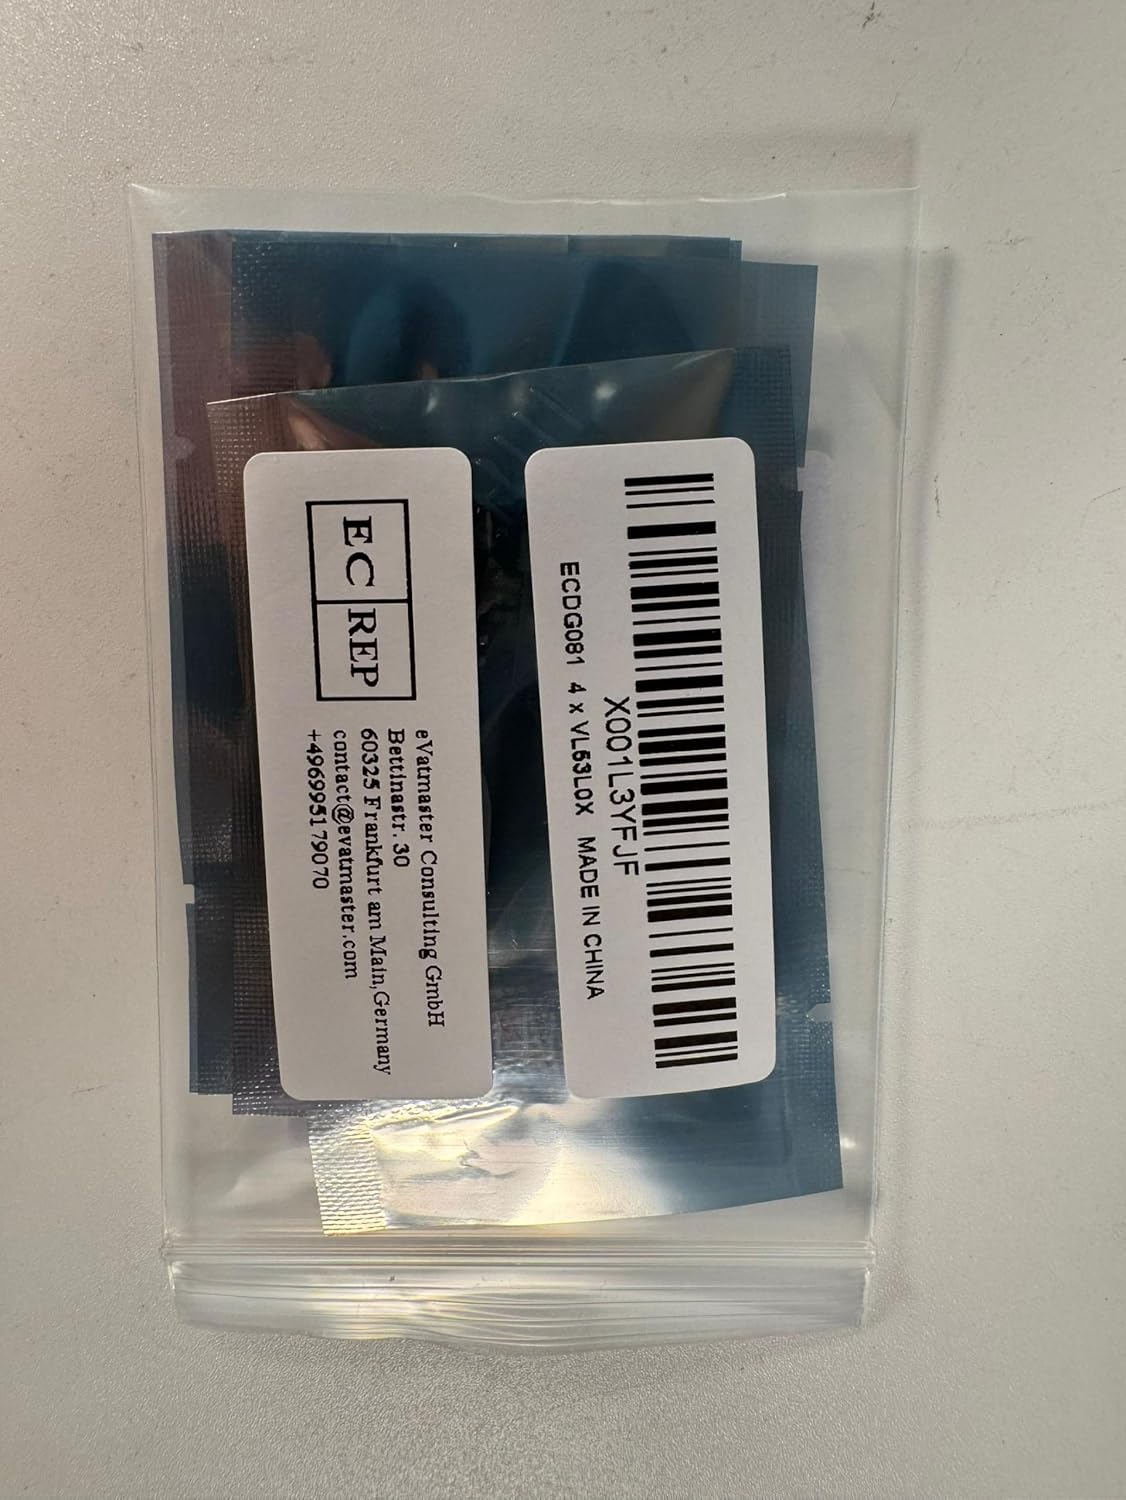 X001L3YFJF
ECDG081 4 x VL53L0X MADE IN CHINA
EC REP
eVatmaster Consulting GmbH
Bettinastr. 30
60325 Frankfurt am Main,Germany
contact@evatmaster.com
+4969951 79070